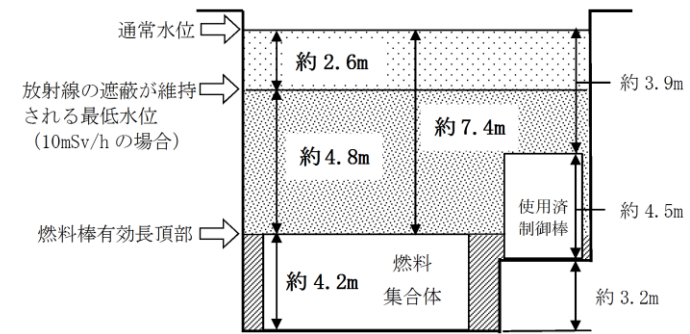 通常水位
約 2.6m
約 3.9m
放射線の遮蔽が維持
される最低水位
（10mSv/h の場合）
約 7.4m
約 4.8m
使用済
制御棒
約 4.5m
燃料棒有効長頂部
約 4.2m
燃料
集合体
約 3.2m